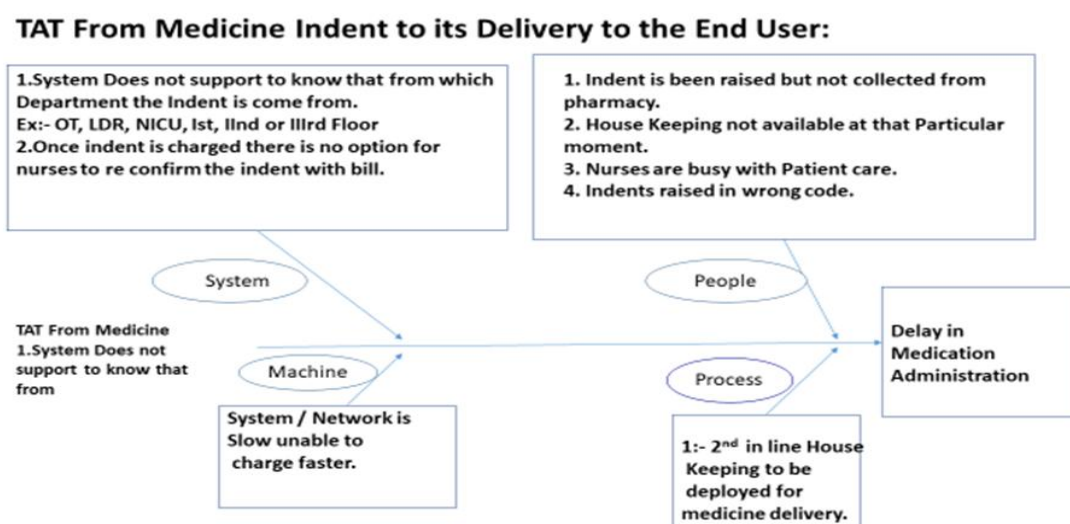 TAT From Medicine Indent to its Delivery to the End User:
1.System Does not support to know that from which
Department the Indent is come from.
Ex:- OT, LDR, NICU, Ist, IInd or IIIrd Floor
2.Once indent is charged there is no option for
nurses to re confirm the indent with bill.
1. Indent is been raised but not collected from
pharmacy.
2. House Keeping not available at that Particular
moment.
3. Nurses are busy with Patient care.
4. Indents raised in wrong code.
System
People
TAT From Medicine
1.System Does not
support to know that
from
Machine
Process
Delay in
Medication
Administration
System / Network is
Slow unable to
charge faster.
1:- 2nd in line House
Keeping to be
deployed for
medicine delivery.